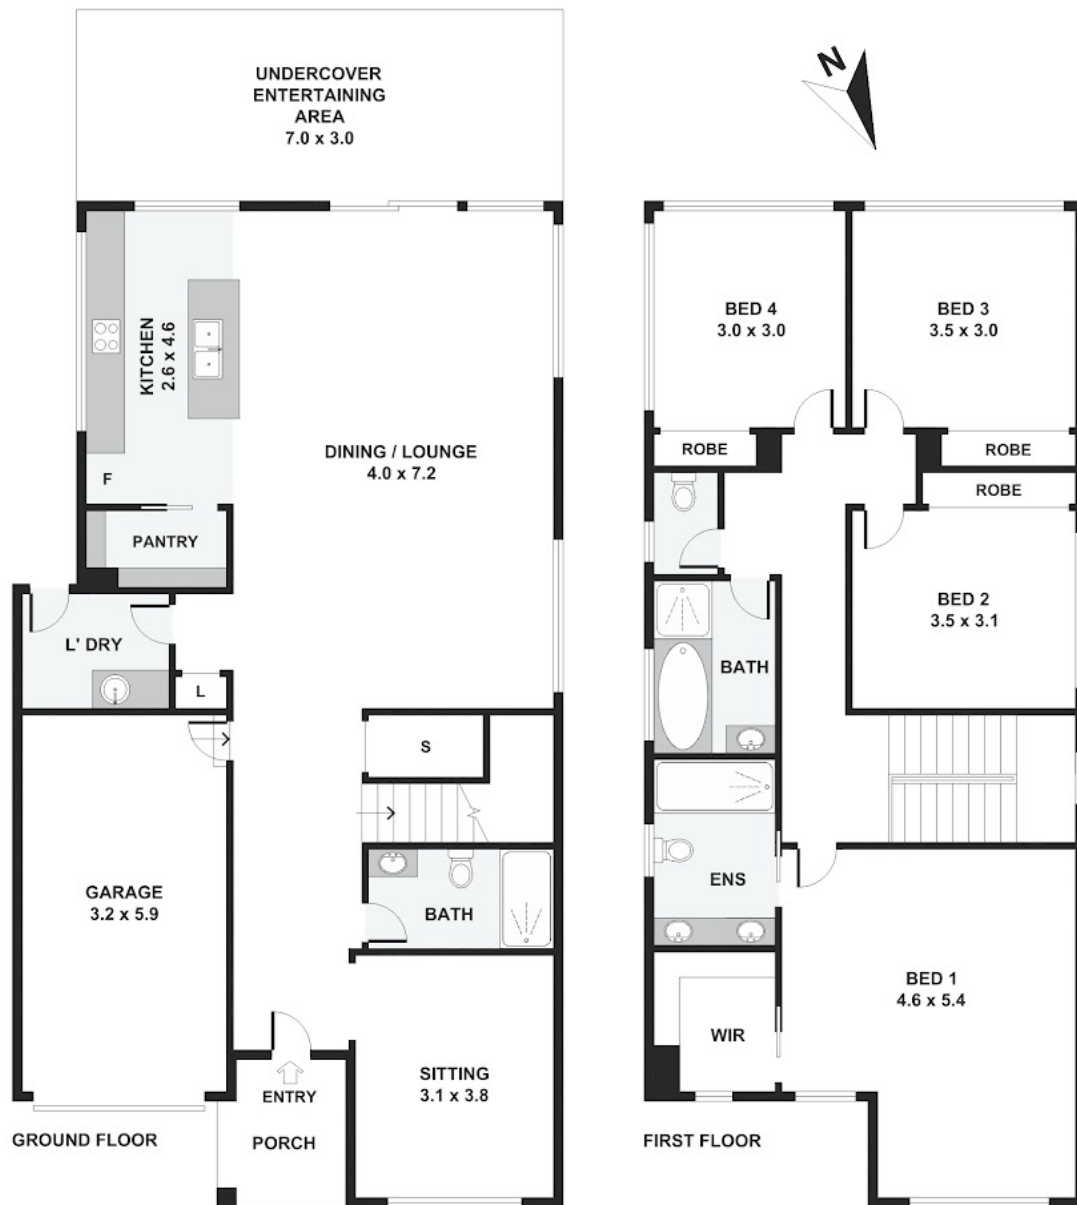 UNDERCOVER
ENTERTAINING
AREA
7.0 x 3.0
N
KITCHEN
2.6 x 4.6
F
DINING / LOUNGE
4.0 x 7.2
PANTRY
L' DRY
L
S
GARAGE
3.2 x 5.9
BATH
SITTING
3.1 x 3.8
ENTRY
PORCH
GROUND FLOOR
BED 4
3.0 x 3.0
BED 3
3.5 x 3.0
ROBE
ROBE
ROBE
BED 2
3.5 x 3.1
BATH
ENS
BED 1
4.6 x 5.4
WIR
FIRST FLOOR